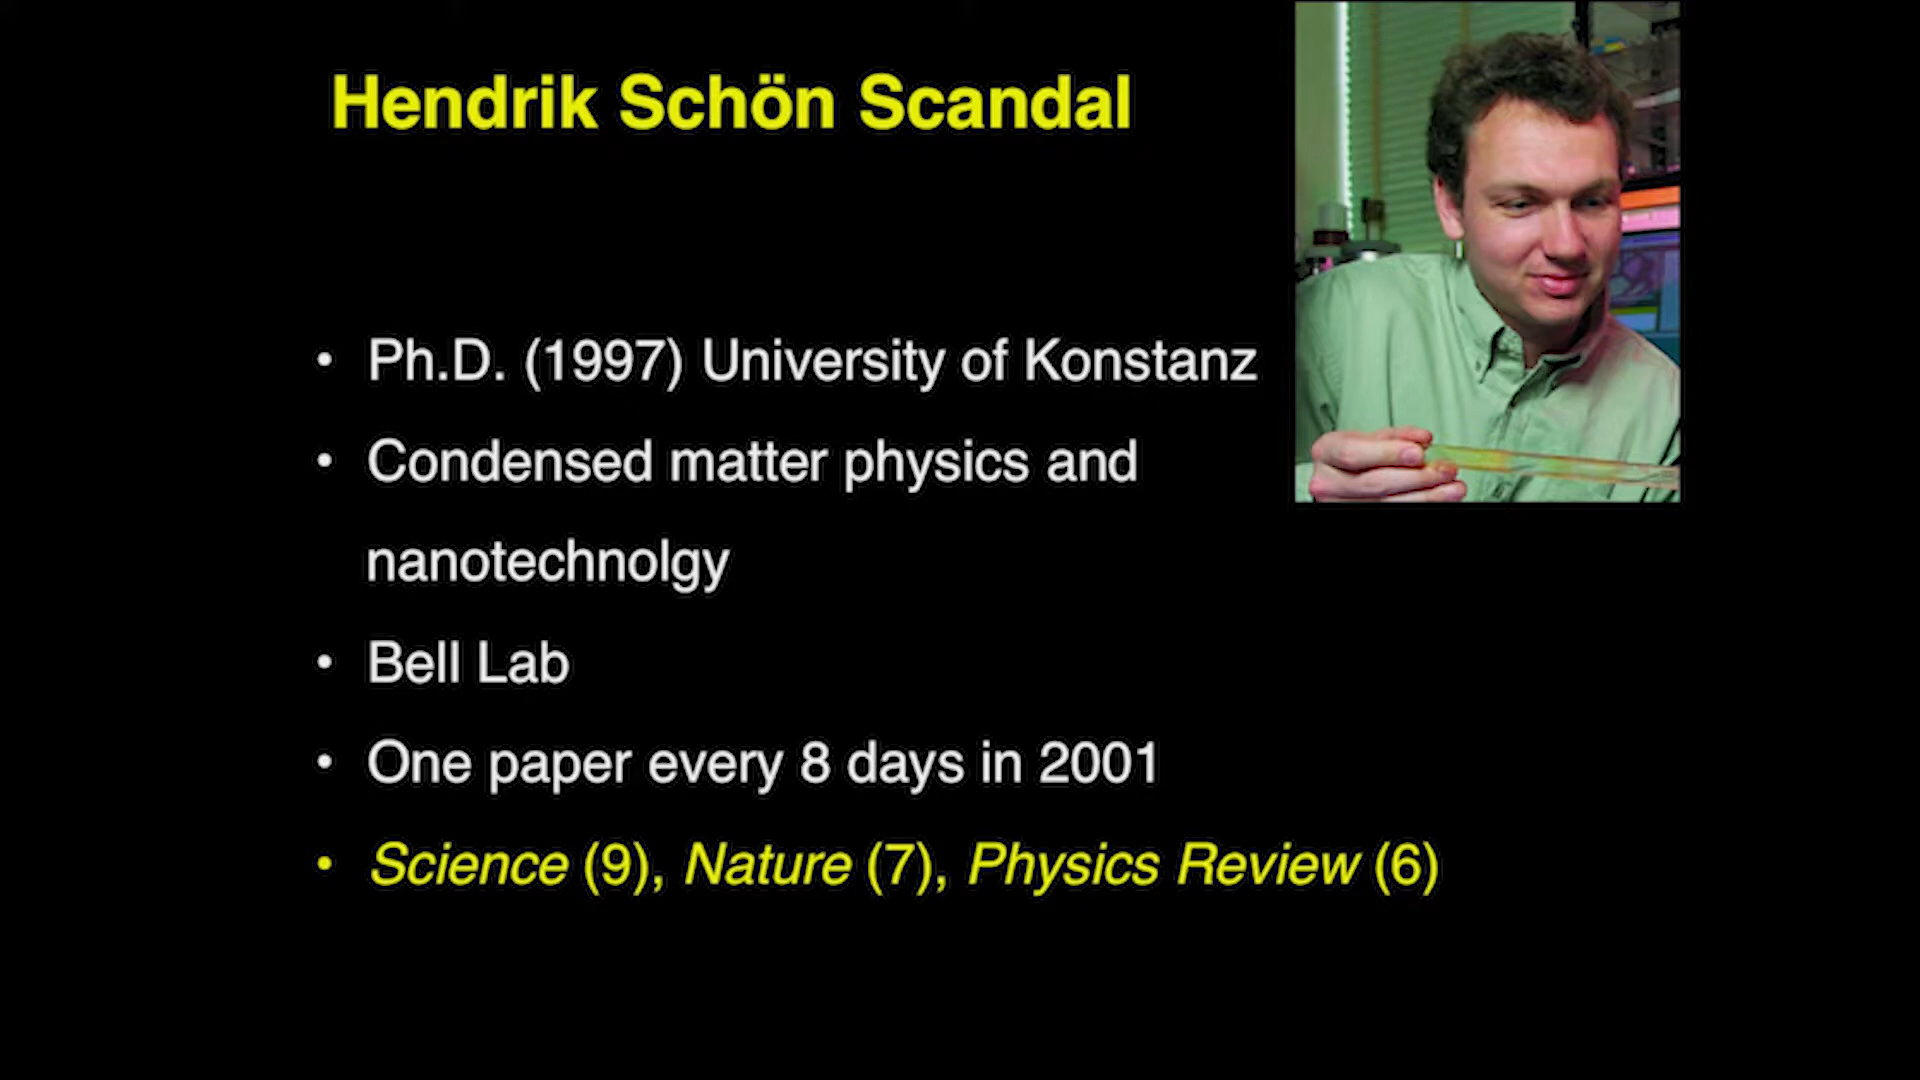 Hendrik Schön Scandal
• Ph.D. (1997) University of Konstanz
• Condensed matter physics and
nanotechnolgy
• Bell Lab
• One paper every 8 days in 2001
• Science (9), Nature (7), Physics Review (6)